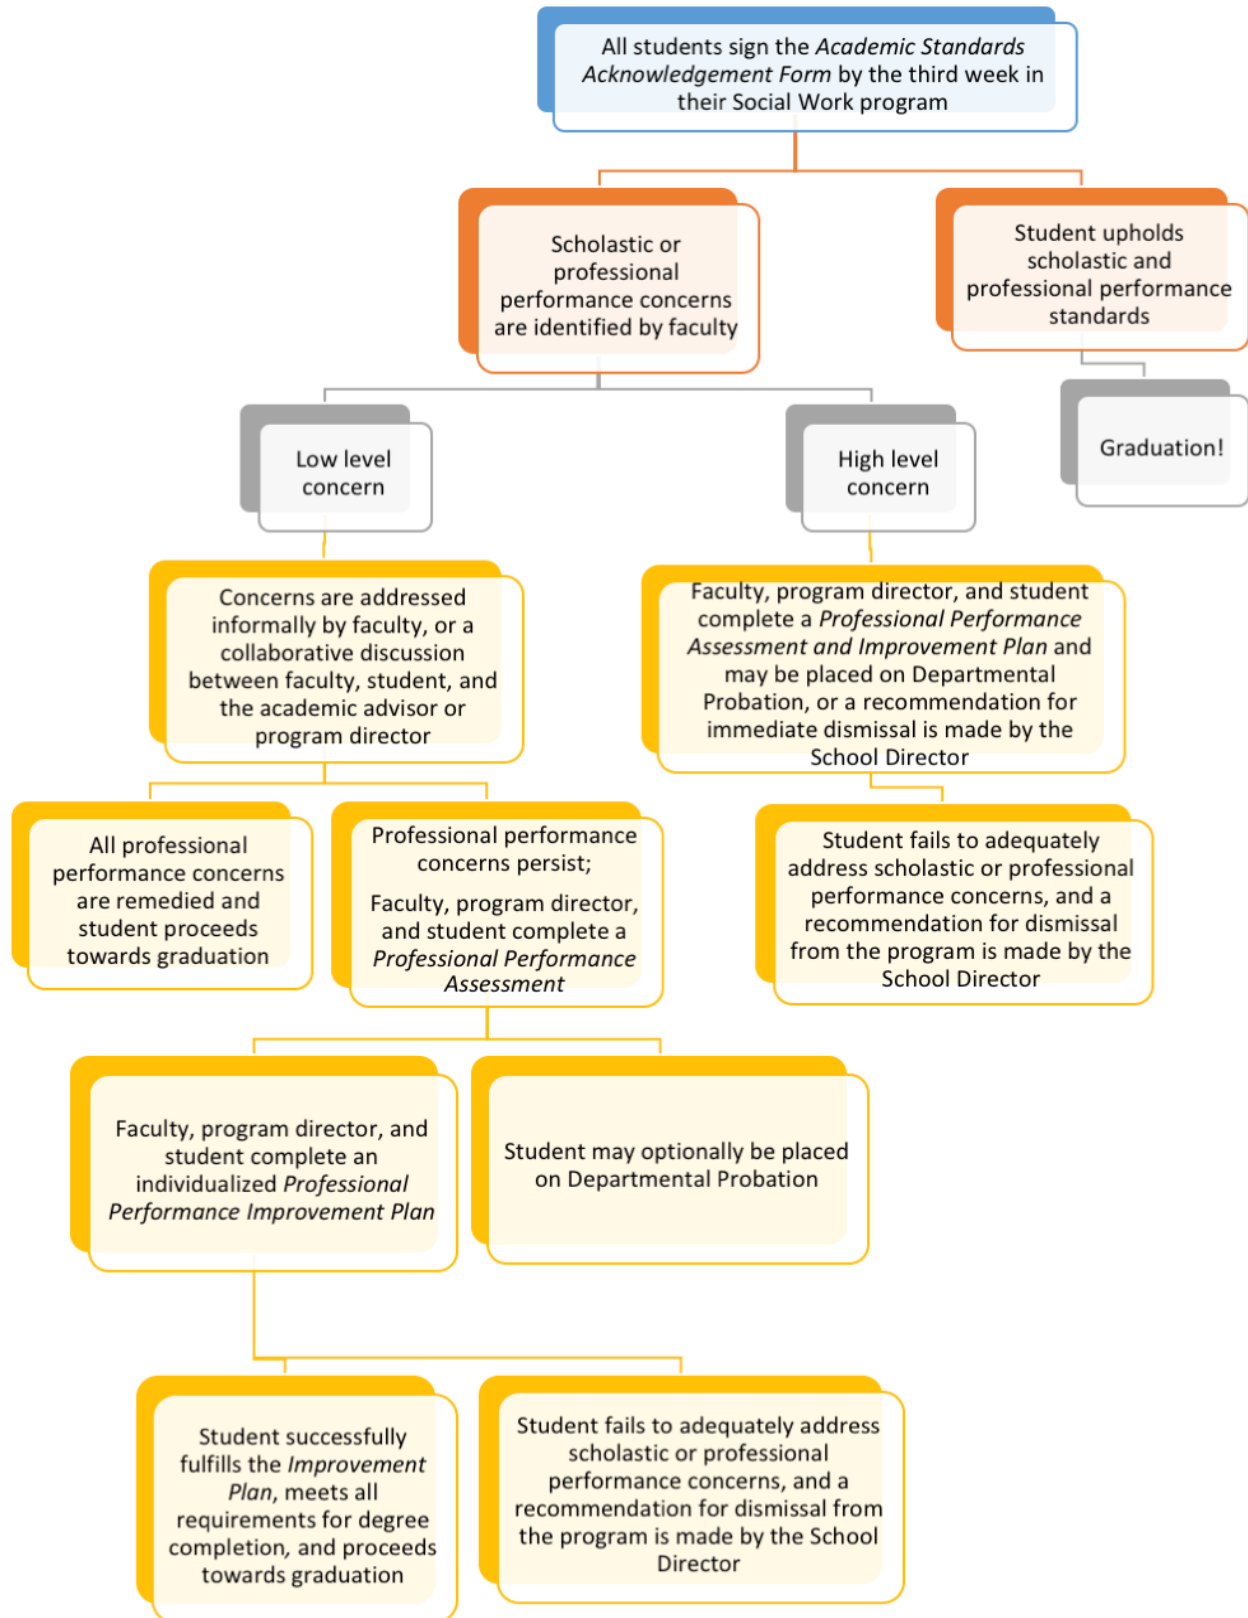 All students sign the Academic Standards
Acknowledgement Form by the third week in
their Social Work program
Scholastic or
professional
performance concerns
are identified by faculty
Student upholds
scholastic and
professional performance
standards
Graduation!
Low level
concern
High level
concern
Concerns are addressed
informally by faculty, or a
collaborative discussion
between faculty, student, and
the academic advisor or
program director
Faculty, program director, and student
complete a Professional Performance
Assessment and Improvement Plan and
may be placed on Departmental
Probation, or a recommendation for
immediate dismissal is made by the
School Director
All professional
performance concerns
are remedied and
student proceeds
towards graduation
Professional performance
concerns persist;
Faculty, program director,
and student complete a
Professional Performance
Assessment
Student fails to adequately
address scholastic or professional
performance concerns, and a
recommendation for dismissal
from the program is made by the
School Director
Faculty, program director, and
student complete an
individualized Professional
Performance Improvement Plan
Student may optionally be placed
on Departmental Probation
Student successfully
fulfills the Improvement
Plan, meets all
requirements for degree
completion, and proceeds
towards graduation
Student fails to adequately address
scholastic or professional
performance concerns, and a
recommendation for dismissal from
the program is made by the School
Director